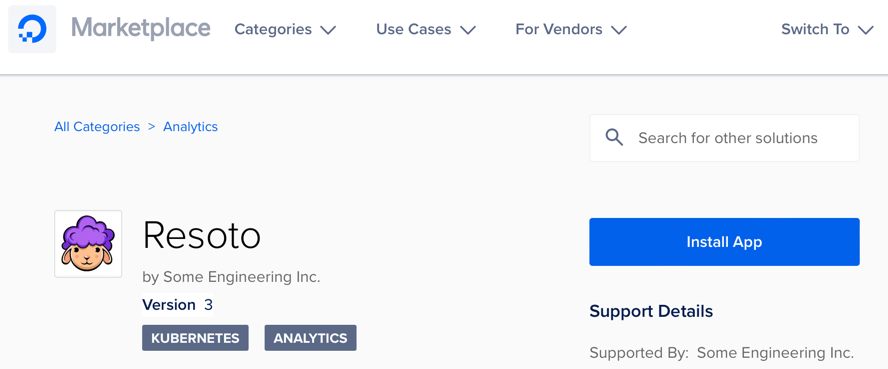 Marketplace Categories Use Cases For Vendors Switch To
All Categories > Analytics
Search for other solutions
Resoto
by Some Engineering Inc.
Version 3
KUBERNETES ANALYTICS
Install App
Support Details
Supported By: Some Engineering Inc.